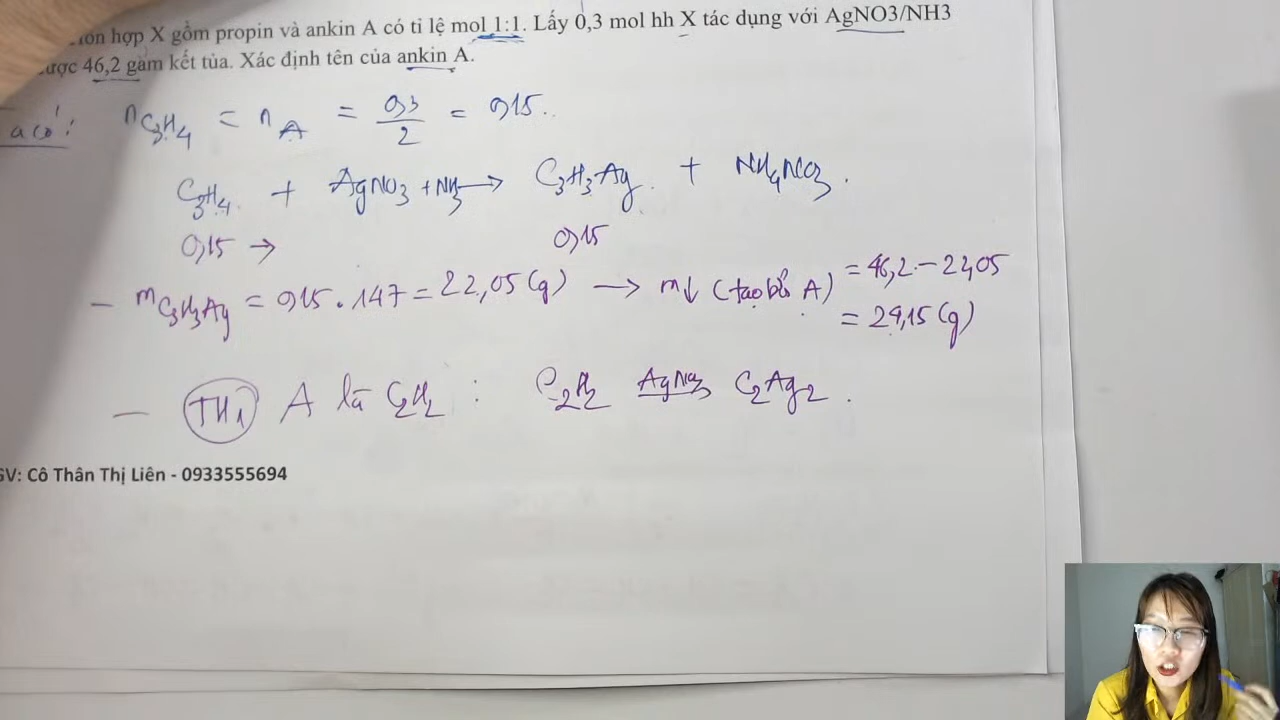 hợp X gồm propin và ankin A có tỉ lệ mol 1:1. Lấy 0,3 mol hh X tác dụng với AgNO3/NH3
46,2 gam kết tủa. Xác định tên của ankin A.
a có: nC3H4 = nA = 0,3/2 = 0,15.
C3H4 + AgNO3 + NH3 → C3H3Ag + NH4NO3.
0,15 → 0,15
- mC3H3Ag = 0,15 . 147 = 22,05 (g) → m↓ (tạo bởi A) = 46,2 - 22,05
= 24,15 (g)
- TH1 A là C2H2 : C2H2 AgNO3 C2Ag2.
GV: Cô Thân Thị Liên - 0933555694